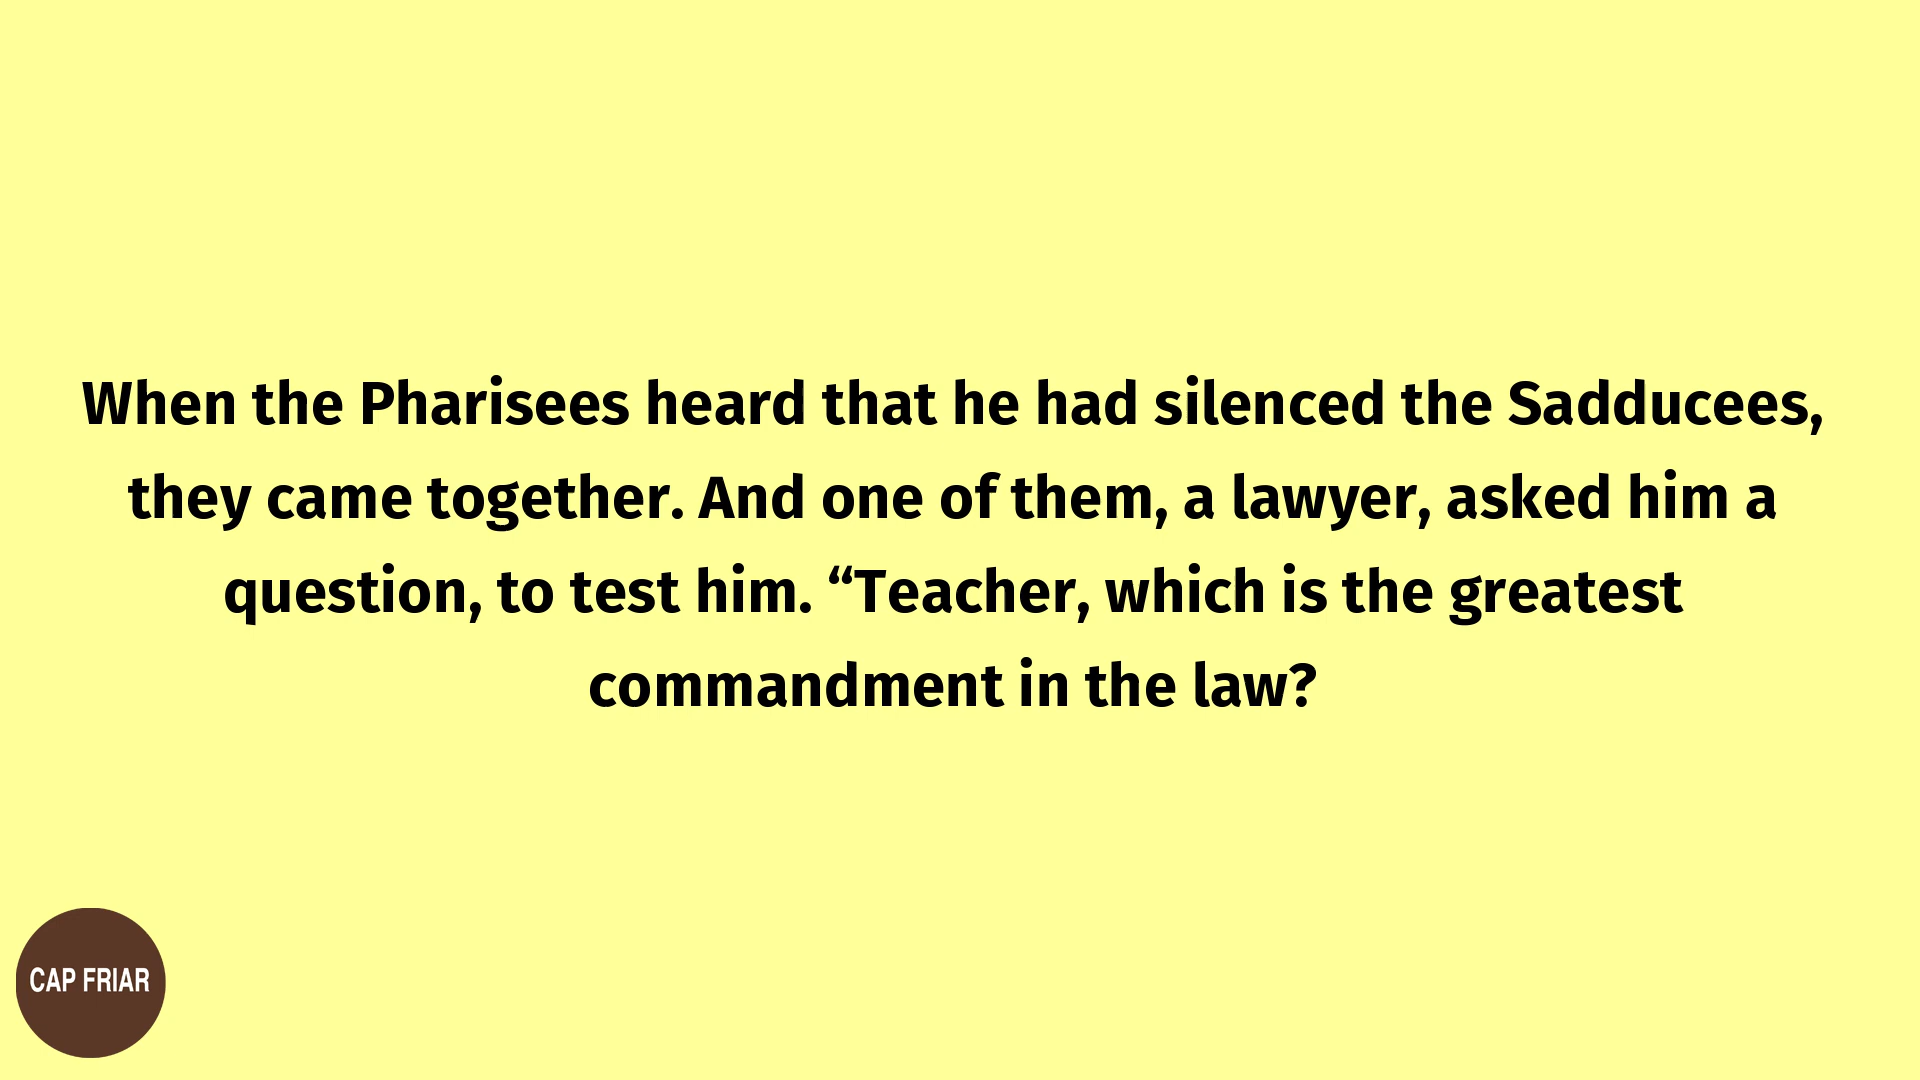 When the Pharisees heard that he had silenced the Sadducees,
they came together. And one of them, a lawyer, asked him a
question, to test him. “Teacher, which is the greatest
commandment in the law?
CAP FRIAR